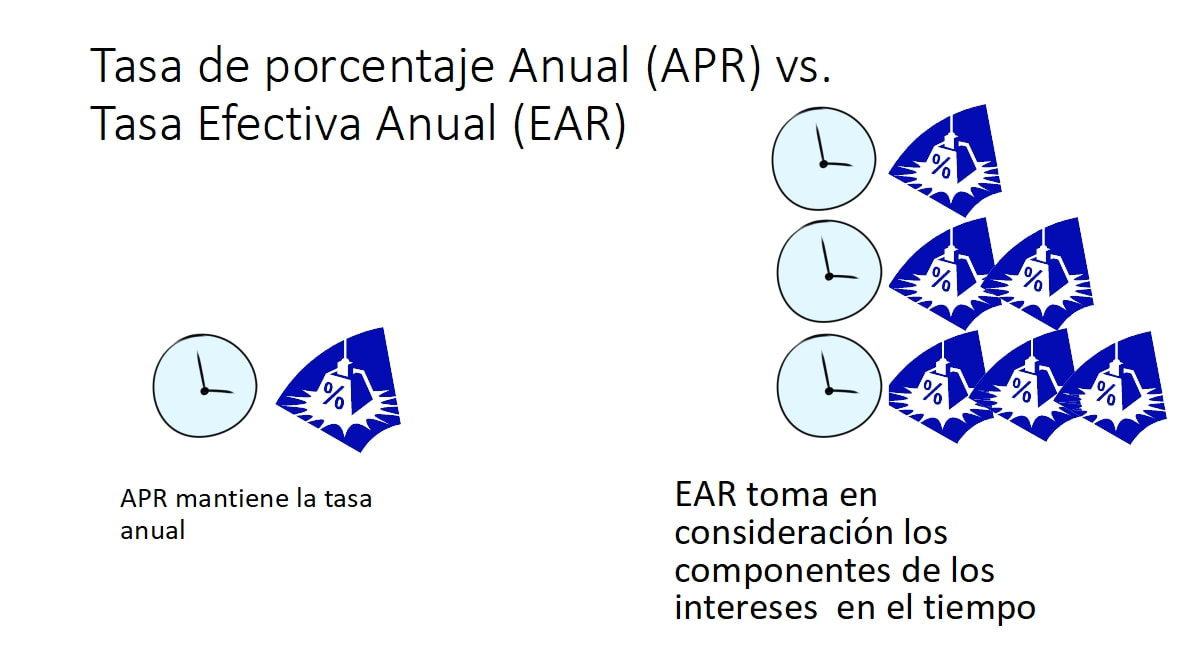 Tasa de porcentaje Anual (APR) vs.
Tasa Efectiva Anual (EAR)
%
% %
% % %
%
APR mantiene la tasa
anual
EAR toma en
consideración los
componentes de los
intereses  en el tiempo